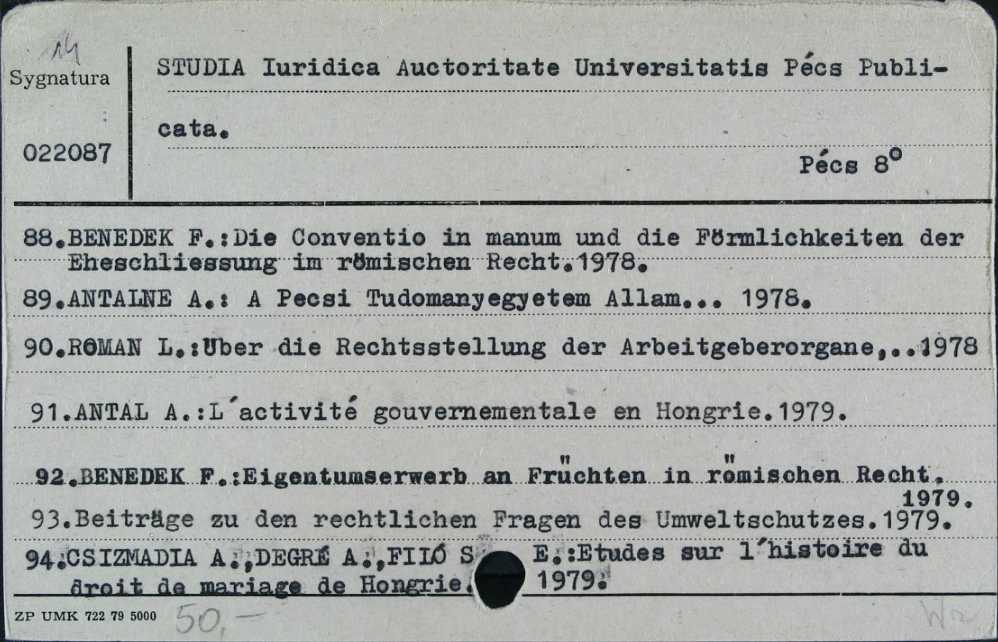 14
Sygnatura
022087
STUDIA Iuridica Auctoritate Universitatis Pécs Publi-
cata.
Pécs 8°
88.BENEDEK F.:Die Conventio in manum und die Förmlichkeiten der
Eheschliessung im römischen Recht.1978.
89.ANTALNE A.: A Pecsi Tudomanyegyetem Allam... 1978.
90.ROMAN L.:Uber die Rechtsstellung der Arbeitgeberorgane,..1978
91.ANTAL A.:L´activité gouvernementale en Hongrie.1979.
92.BENEDEK F.:Eigentumserwerb an Früchten in römischen Recht.
1979.
93.Beiträge zu den rechtlichen Fragen des Umweltschutzes.1979.
94.CSIZMADIA A.,DEGRÉ A.,FILÓ S E.:Etudes sur l´histoire du
droit de mariage de Hongrie. 1979.
ZP UMK 722 79 5000 50,-